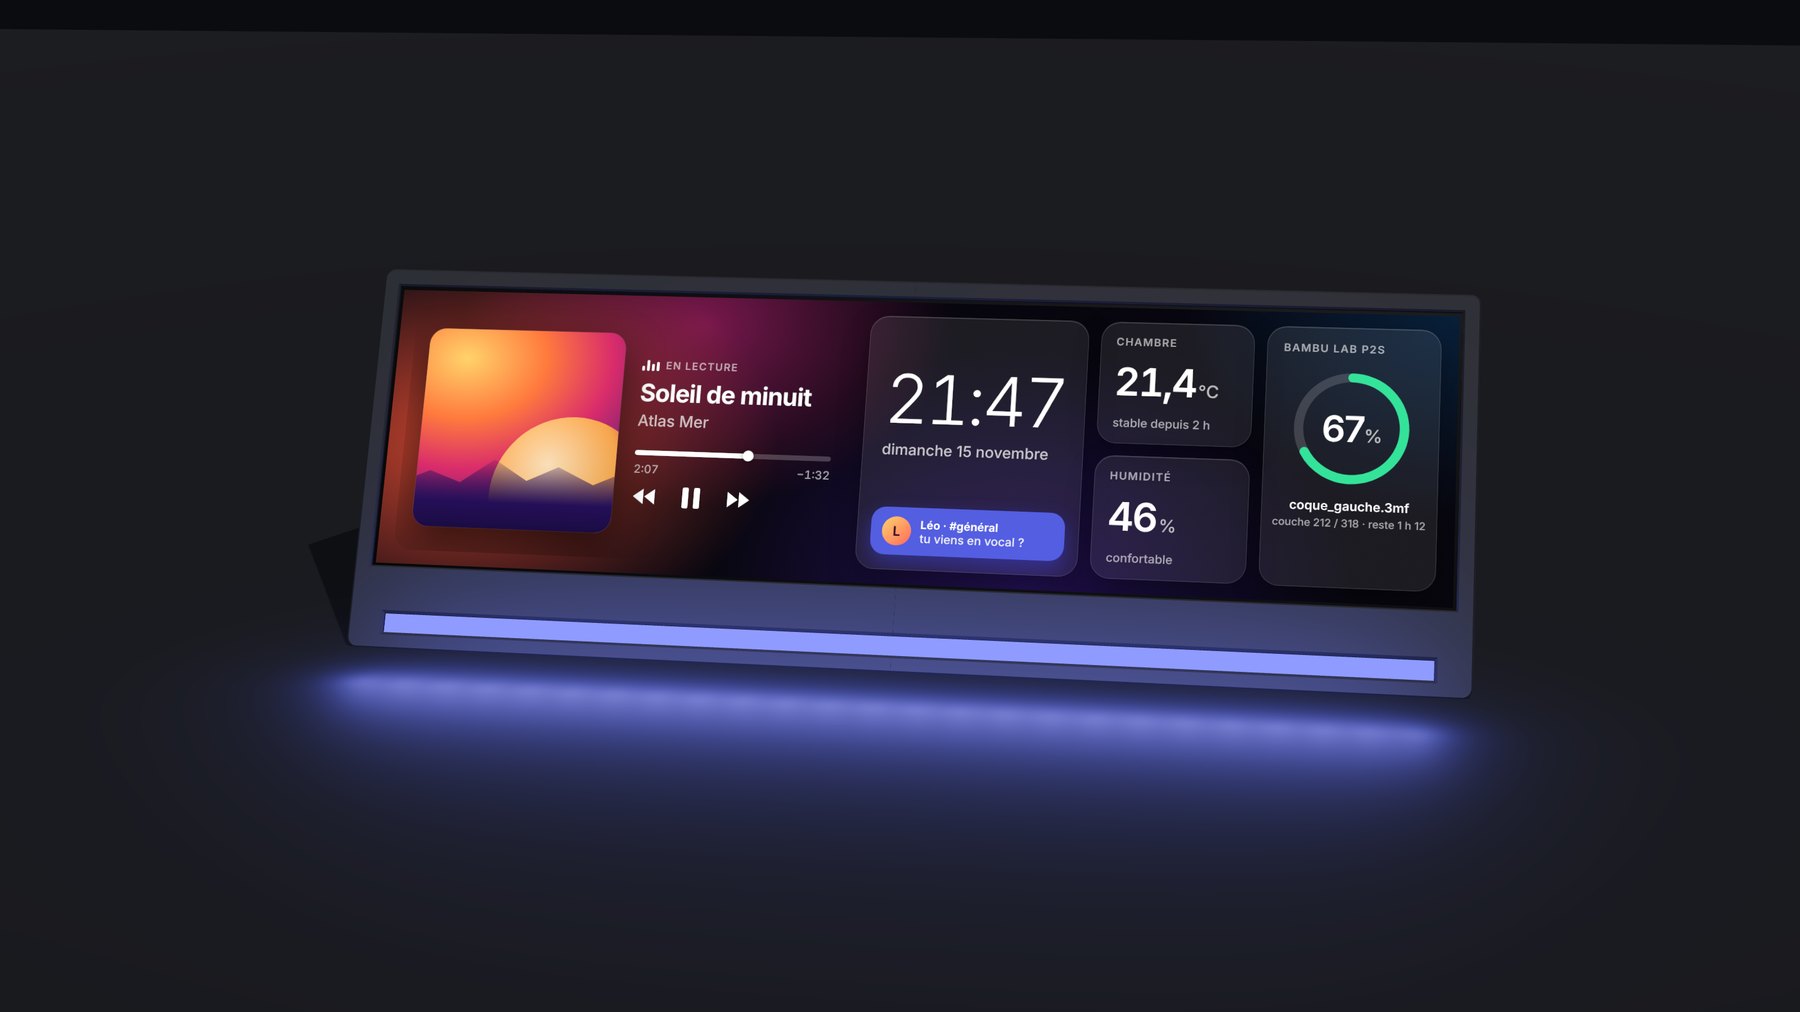 EN LECTURE
Soleil de minuit
Atlas Mer
2:07
−1:32
21:47
dimanche 15 novembre
L
Léo · #général
tu viens en vocal ?
CHAMBRE
21,4°C
stable depuis 2 h
HUMIDITÉ
46%
confortable
BAMBU LAB P2S
67%
coque_gauche.3mf
couche 212 / 318 · reste 1 h 12